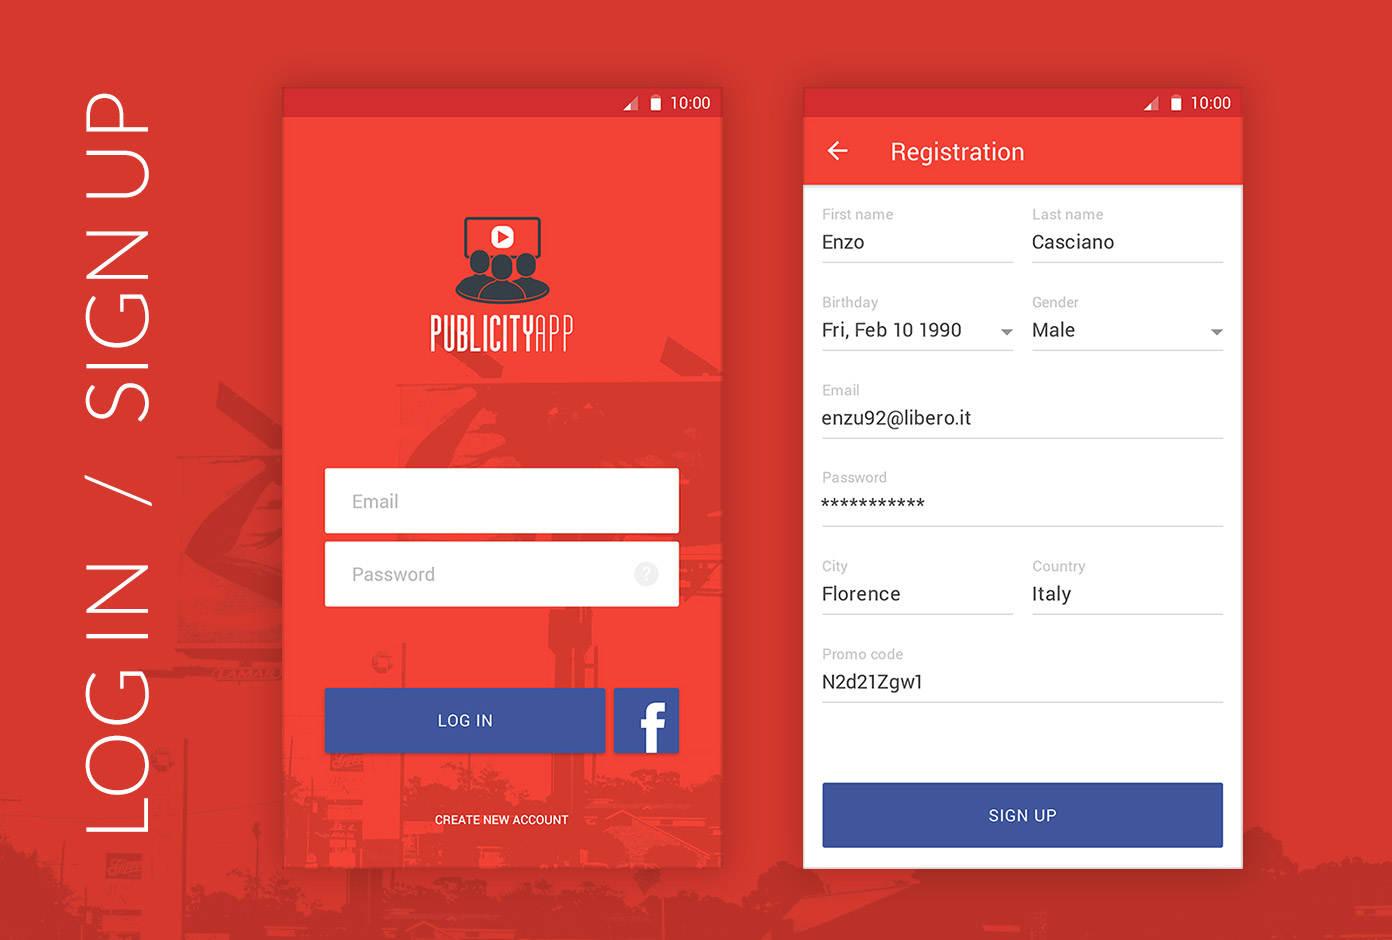 LOG IN / SIGN UP
10:00
PUBLICITYAPP
Email
Password
?
LOG IN
f
CREATE NEW ACCOUNT
10:00
Registration
First name
Last name
Enzo
Casciano
Birthday
Gender
Fri, Feb 10 1990
Male
Email
enzu92@libero.it
Password
***********
City
Country
Florence
Italy
Promo code
N2d21Zgw1
SIGN UP